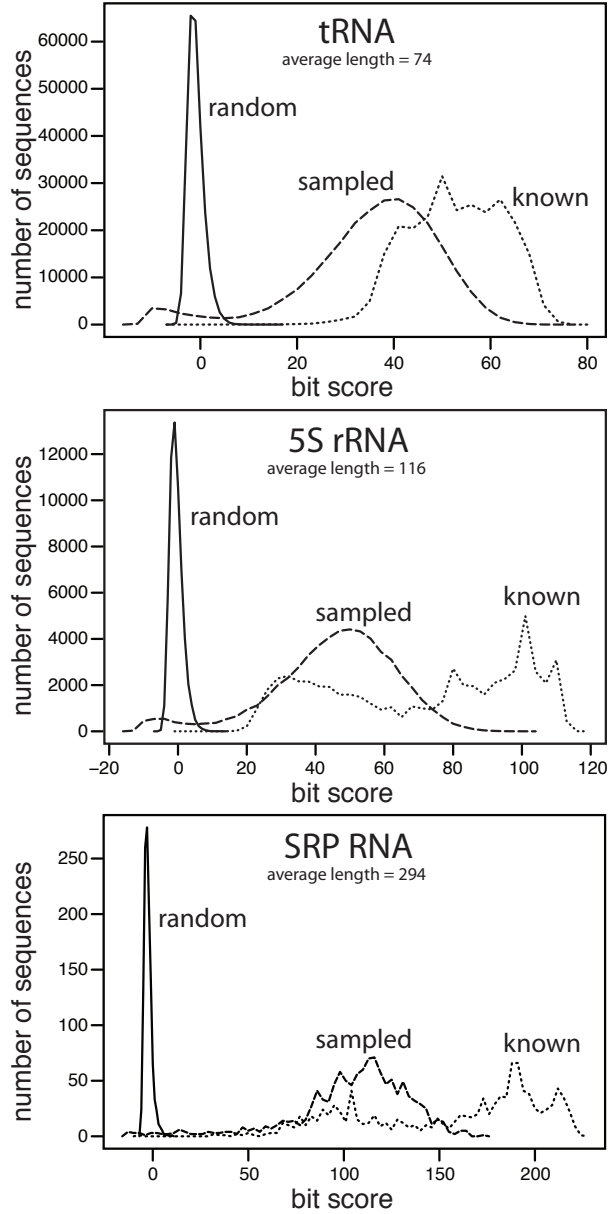 tRNA
average length = 74
number of sequences
60000
50000
40000
30000
20000
10000
0
random
sampled
known
0 20 40 60 80
bit score
5S rRNA
average length = 116
number of sequences
12000
10000
8000
6000
4000
2000
0
random
sampled
known
−20 0 20 40 60 80 100 120
bit score
SRP RNA
average length = 294
number of sequences
250
200
150
100
50
0
random
sampled
known
0 50 100 150 200
bit score